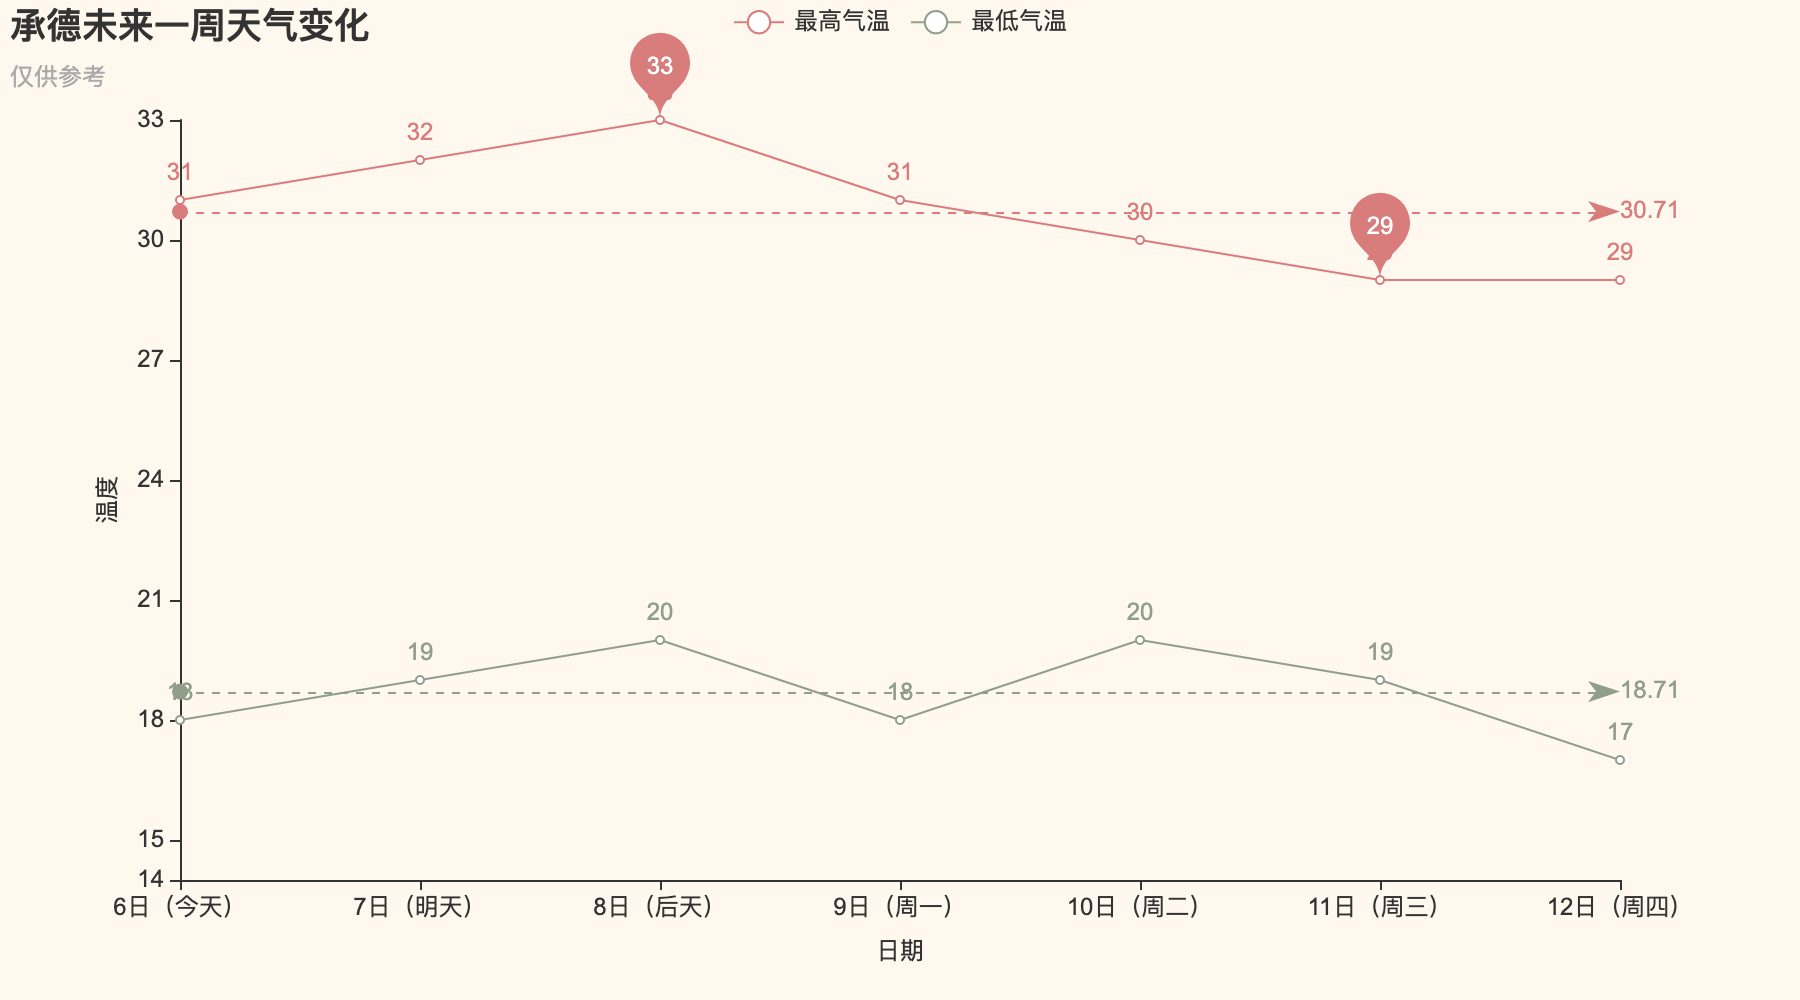 承德未来一周天气变化
仅供参考
最高气温 最低气温
33
30
27
24
21
18
15
14
温度
31 32 33 31 30 29 29
30.71
18 19 20 18 20 19 17
18.71
6日（今天） 7日（明天） 8日（后天） 9日（周一） 10日（周二） 11日（周三） 12日（周四）
日期